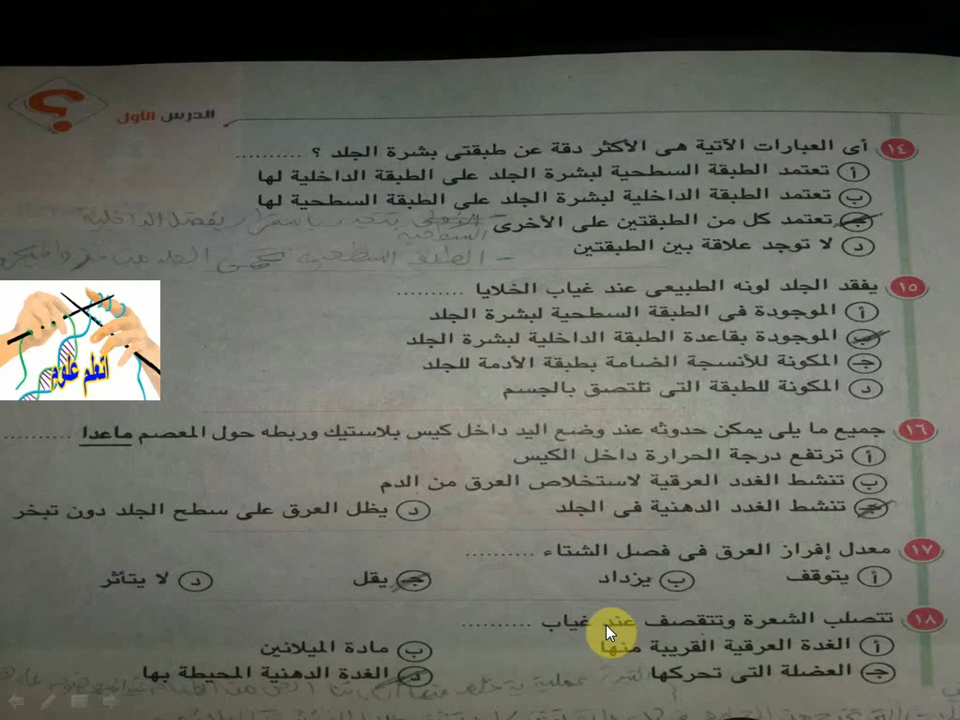 الدرس الأول
١٤ أى العبارات الآتية هى الأكثر دقة عن طبقتى بشرة الجلد ؟ ..........
أ تعتمد الطبقة السطحية لبشرة الجلد على الطبقة الداخلية لها
ب تعتمد الطبقة الداخلية لبشرة الجلد على الطبقة السطحية لها
جـ تعتمد كل من الطبقتين على الأخرى
د لا توجد علاقة بين الطبقتين
١٥ يفقد الجلد لونه الطبيعى عند غياب الخلايا ..........
أ الموجودة فى الطبقة السطحية لبشرة الجلد
ب الموجودة بقاعدة الطبقة الداخلية لبشرة الجلد
جـ المكونة للأنسجة الضامة بطبقة الأدمة للجلد
د المكونة للطبقة التى تلتصق بالجسم
اتعلم علوم
١٦ جميع ما يلى يمكن حدوثه عند وضع اليد داخل كيس بلاستيك وربطه حول المعصم ماعدا ..........
أ ترتفع درجة الحرارة داخل الكيس
ب تنشط الغدد العرقية لاستخلاص العرق من الدم
جـ تنشط الغدد الدهنية فى الجلد د يظل العرق على سطح الجلد دون تبخر
١٧ معدل إفراز العرق فى فصل الشتاء ..........
أ يتوقف ب يزداد جـ يقل د لا يتأثر
١٨ تتصلب الشعرة وتتقصف عند غياب ..........
أ الغدة العرقية القريبة منها ب مادة الميلانين
جـ العضلة التى تحركها د الغدة الدهنية المحيطة بها